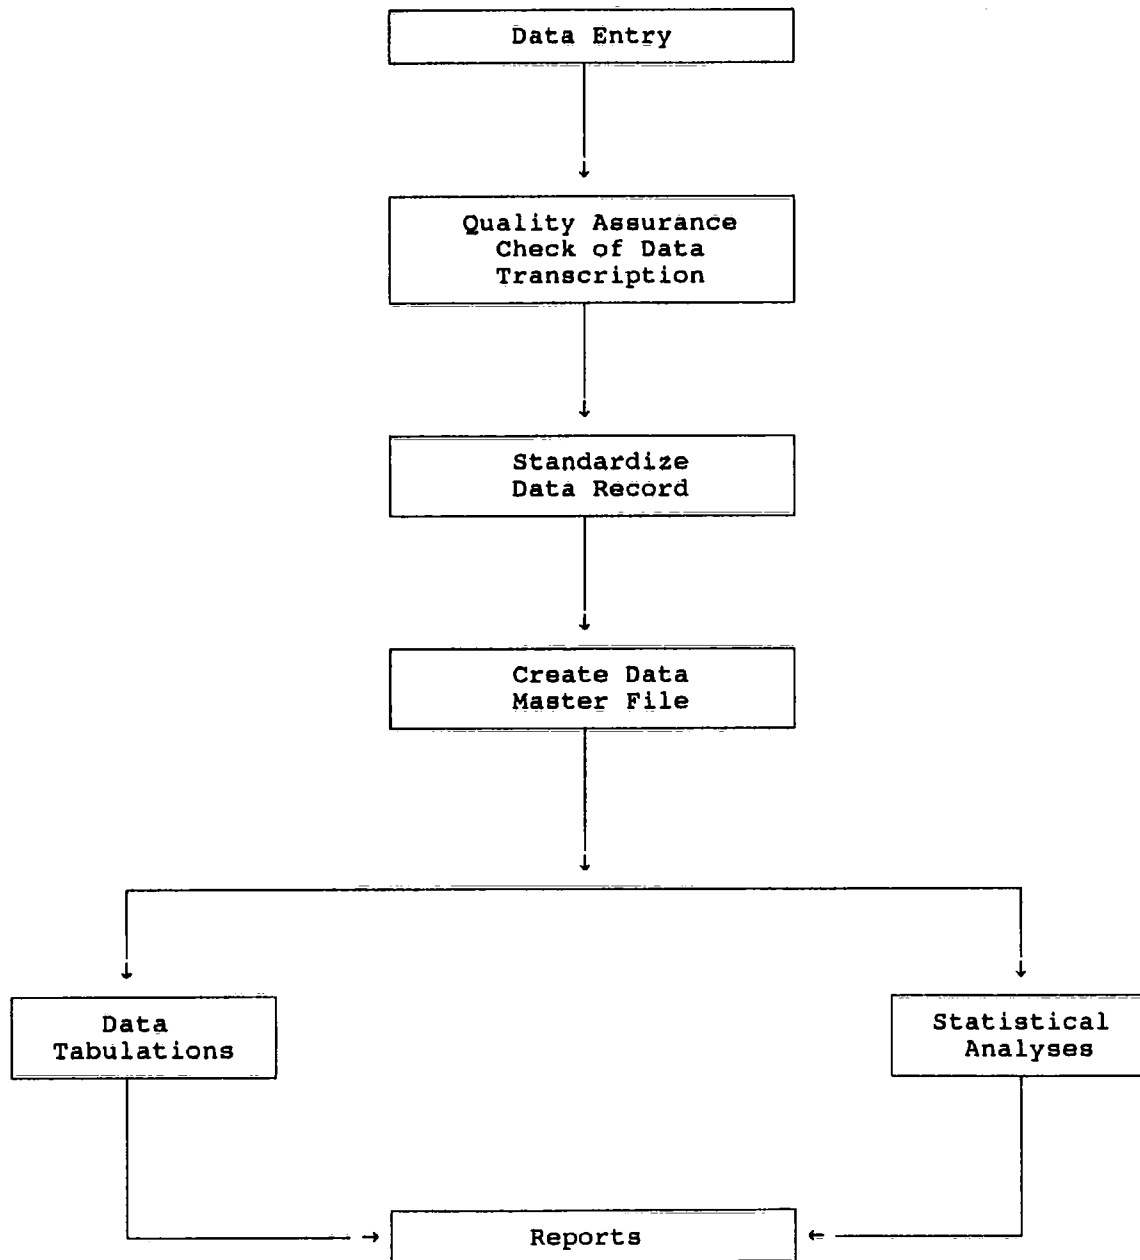 Data Entry
Quality Assurance
Check of Data
Transcription
Standardize
Data Record
Create Data
Master File
Data
Tabulations
Statistical
Analyses
Reports